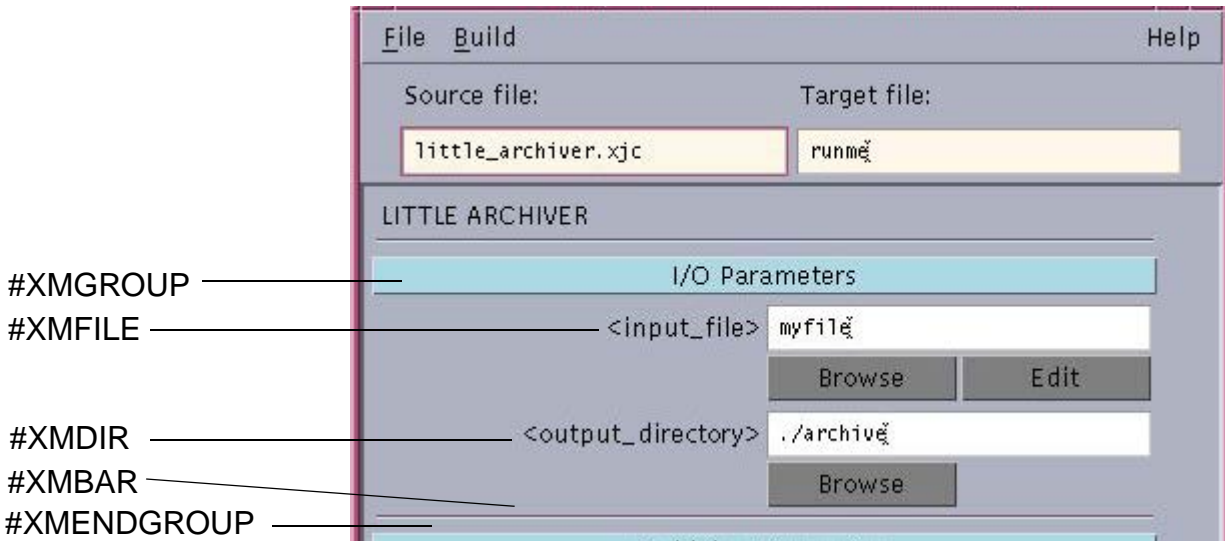 File Build Help
Source file: Target file:
little_archiver.xjc runme
LITTLE ARCHIVER
#XMGROUP I/O Parameters
#XMFILE <input_file> myfile
Browse Edit
#XMDIR <output_directory> ./archive
#XMBAR Browse
#XMENDGROUP